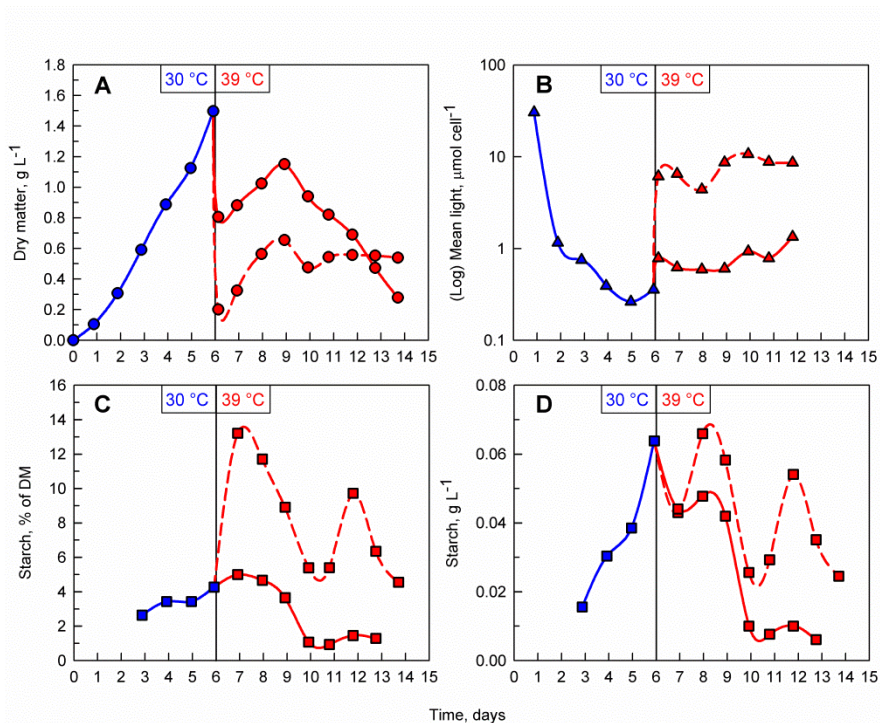 A
30 °C 39 °C
Dry matter, g L⁻¹
1.8
1.6
1.4
1.2
1.0
0.8
0.6
0.4
0.2
0.0
0 1 2 3 4 5 6 7 8 9 10 11 12 13 14 15
B
30 °C 39 °C
(Log) Mean light, μmol cell⁻¹
100
10
1
0.1
0 1 2 3 4 5 6 7 8 9 10 11 12 13 14 15
C
30 °C 39 °C
Starch, % of DM
16
14
12
10
8
6
4
2
0
0 1 2 3 4 5 6 7 8 9 10 11 12 13 14 15
D
30 °C 39 °C
Starch, g L⁻¹
0.08
0.06
0.04
0.02
0.00
0 1 2 3 4 5 6 7 8 9 10 11 12 13 14 15
Time, days